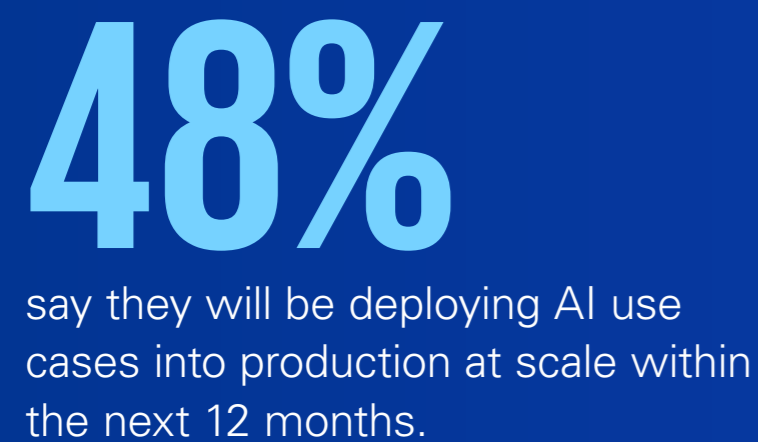 48%
say they will be deploying AI use
cases into production at scale within
the next 12 months.